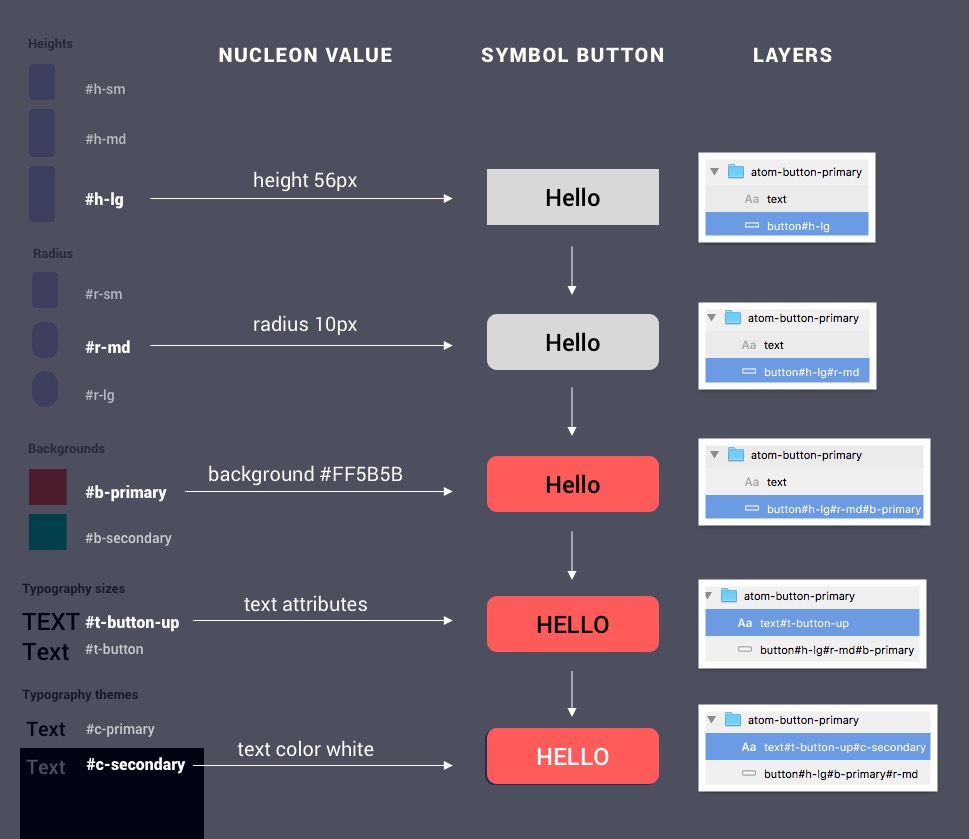 Heights
NUCLEON VALUE
SYMBOL BUTTON
LAYERS
#h-sm
#h-md
#h-lg
height 56px
Hello
atom-button-primary
Aa text
button#h-lg
Radius
#r-sm
#r-md
radius 10px
Hello
atom-button-primary
Aa text
button#h-lg#r-md
#r-lg
Backgrounds
#b-primary
background #FF5B5B
Hello
atom-button-primary
Aa text
button#h-lg#r-md#b-primary
#b-secondary
Typography sizes
TEXT #t-button-up
text attributes
HELLO
atom-button-primary
Aa text#t-button-up
button#h-lg#r-md#b-primary
Text #t-button
Typography themes
Text #c-primary
Text #c-secondary
text color white
HELLO
atom-button-primary
Aa text#t-button-up#c-secondary
button#h-lg#b-primary#r-md